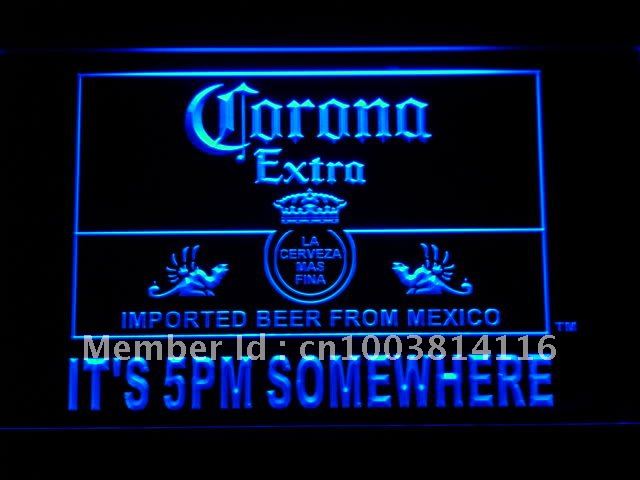 Corona
Extra
LA
CERVEZA
MAS
FINA
IMPORTED BEER FROM MEXICO
TM
Member Id : cn1003814116
IT'S 5PM SOMEWHERE